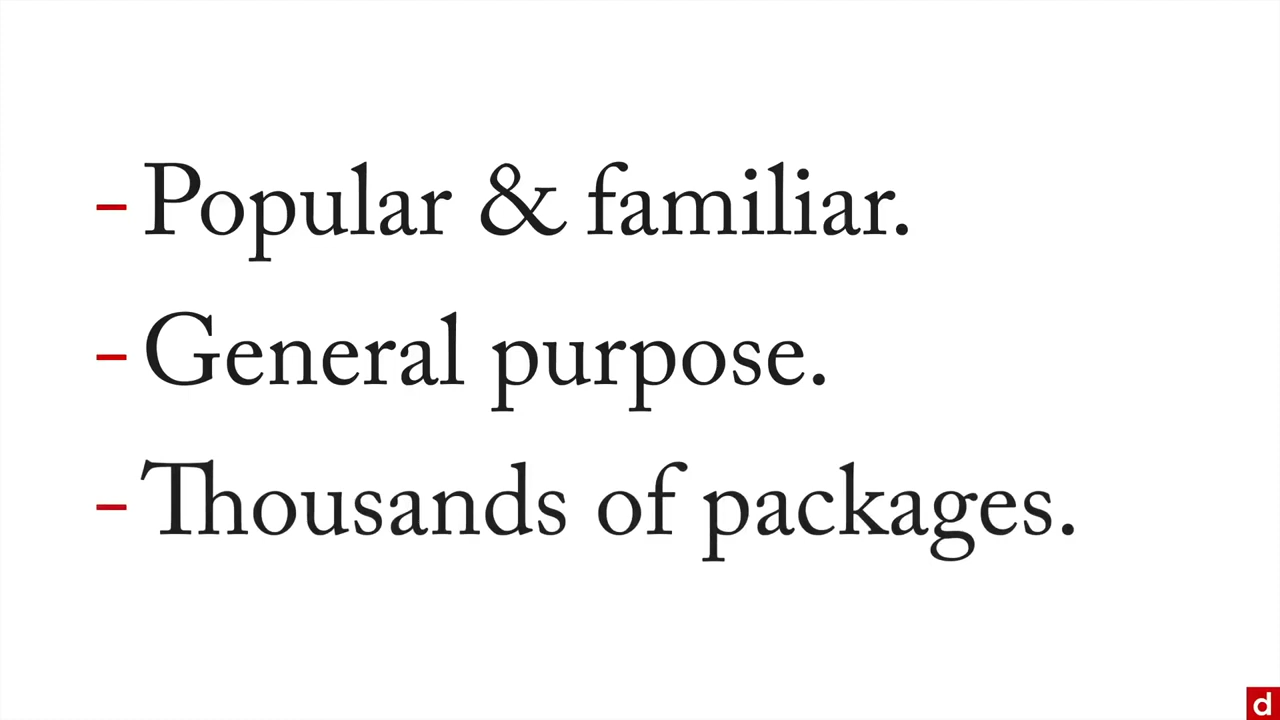 - Popular & familiar.
- General purpose.
- Thousands of packages.
d